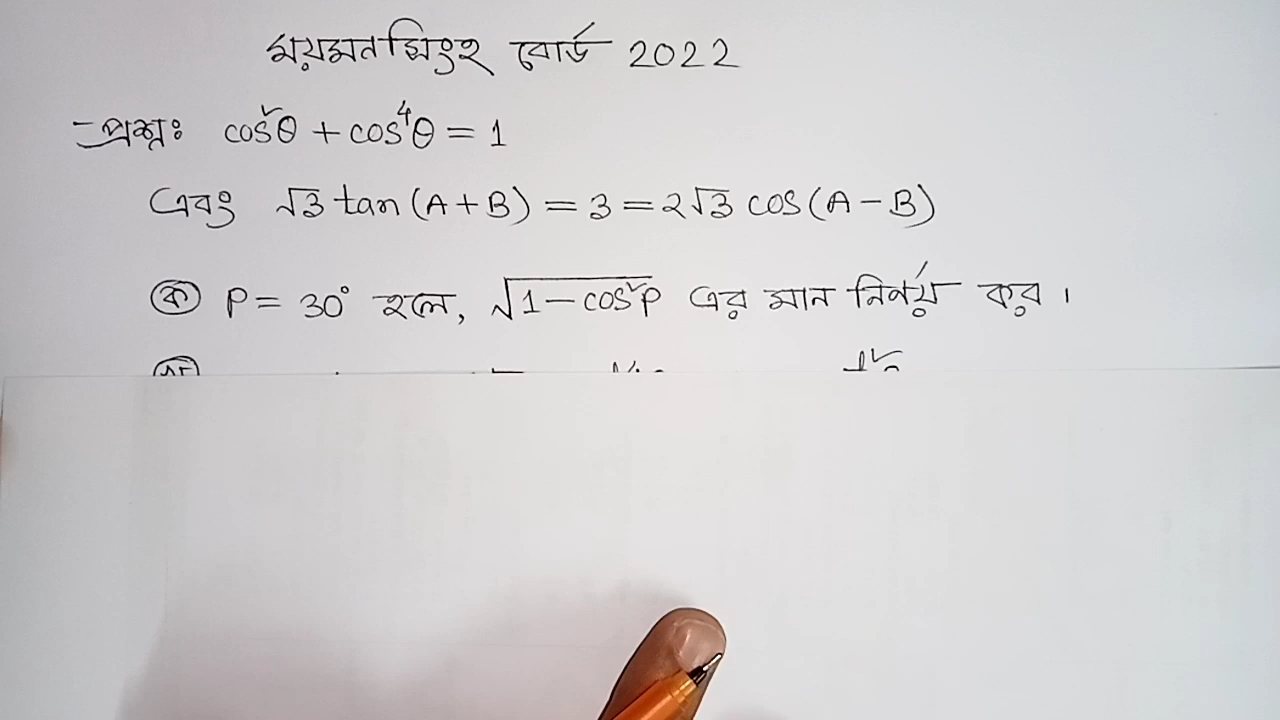 ময়মনসিংহ বোর্ড 2022
প্রশ্নঃ cos²θ + cos⁴θ = 1
এবং √3 tan (A + B) = 3 = 2√3 cos (A − B)
ক P = 30° হলে, √1 − cos²P এর মান নির্ণয় কর ।